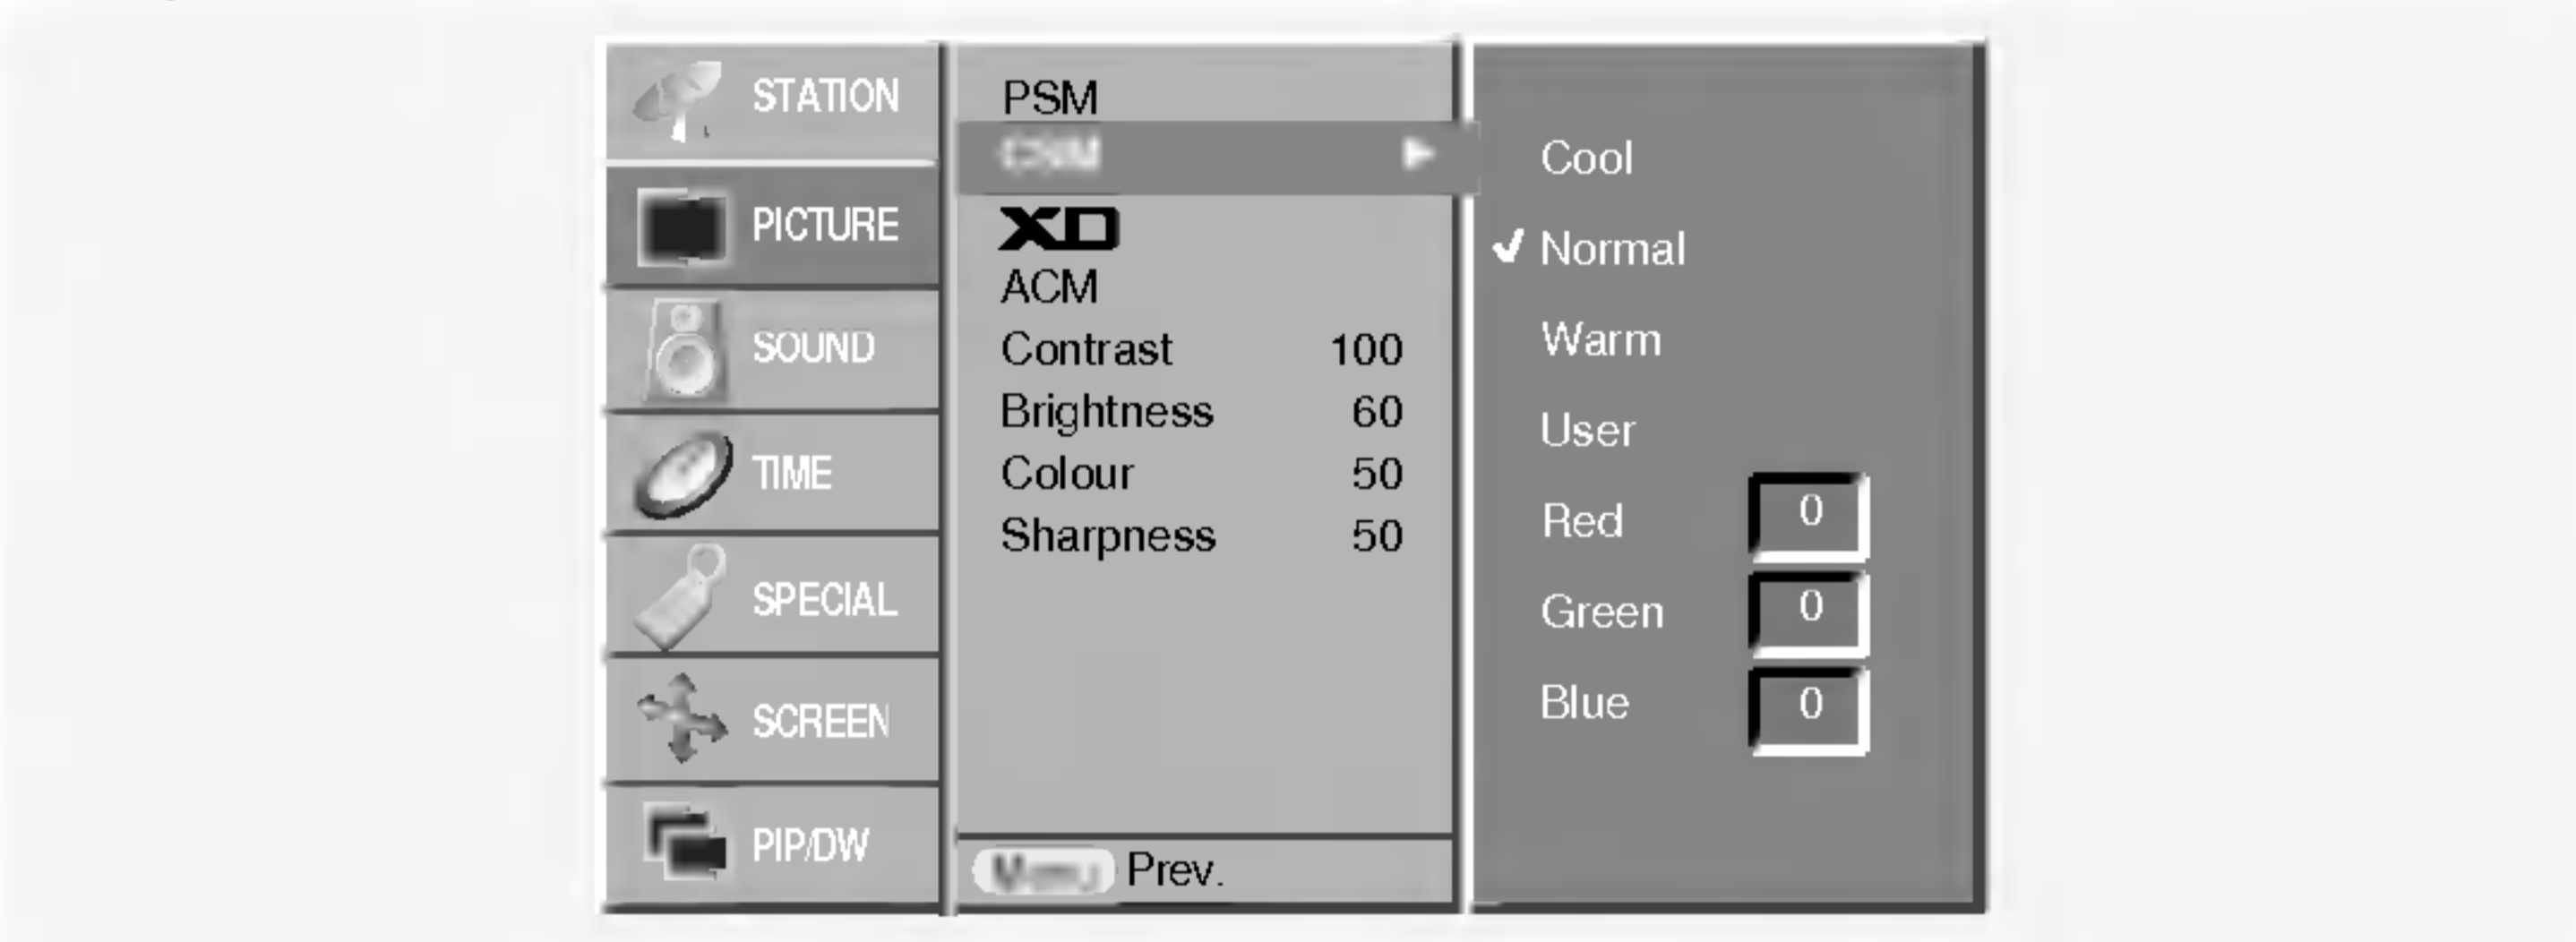 STATION
PICTURE
SOUND
TIME
SPECIAL
SCREEN
PIP/DW
PSM
XD
ACM
Contrast 100
Brightness 60
Colour 50
Sharpness 50
Prev.
Cool
Normal
Warm
User
Red 0
Green 0
Blue 0